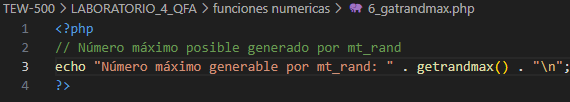 TEW-500 > LABORATORIO_4_QFA > funciones numericas > 6_gatrandmax.php
1 <?php
2 // Número máximo posible generado por mt_rand
3 echo "Número máximo generable por mt_rand: " . getrandmax() . "\n";
4 ?>